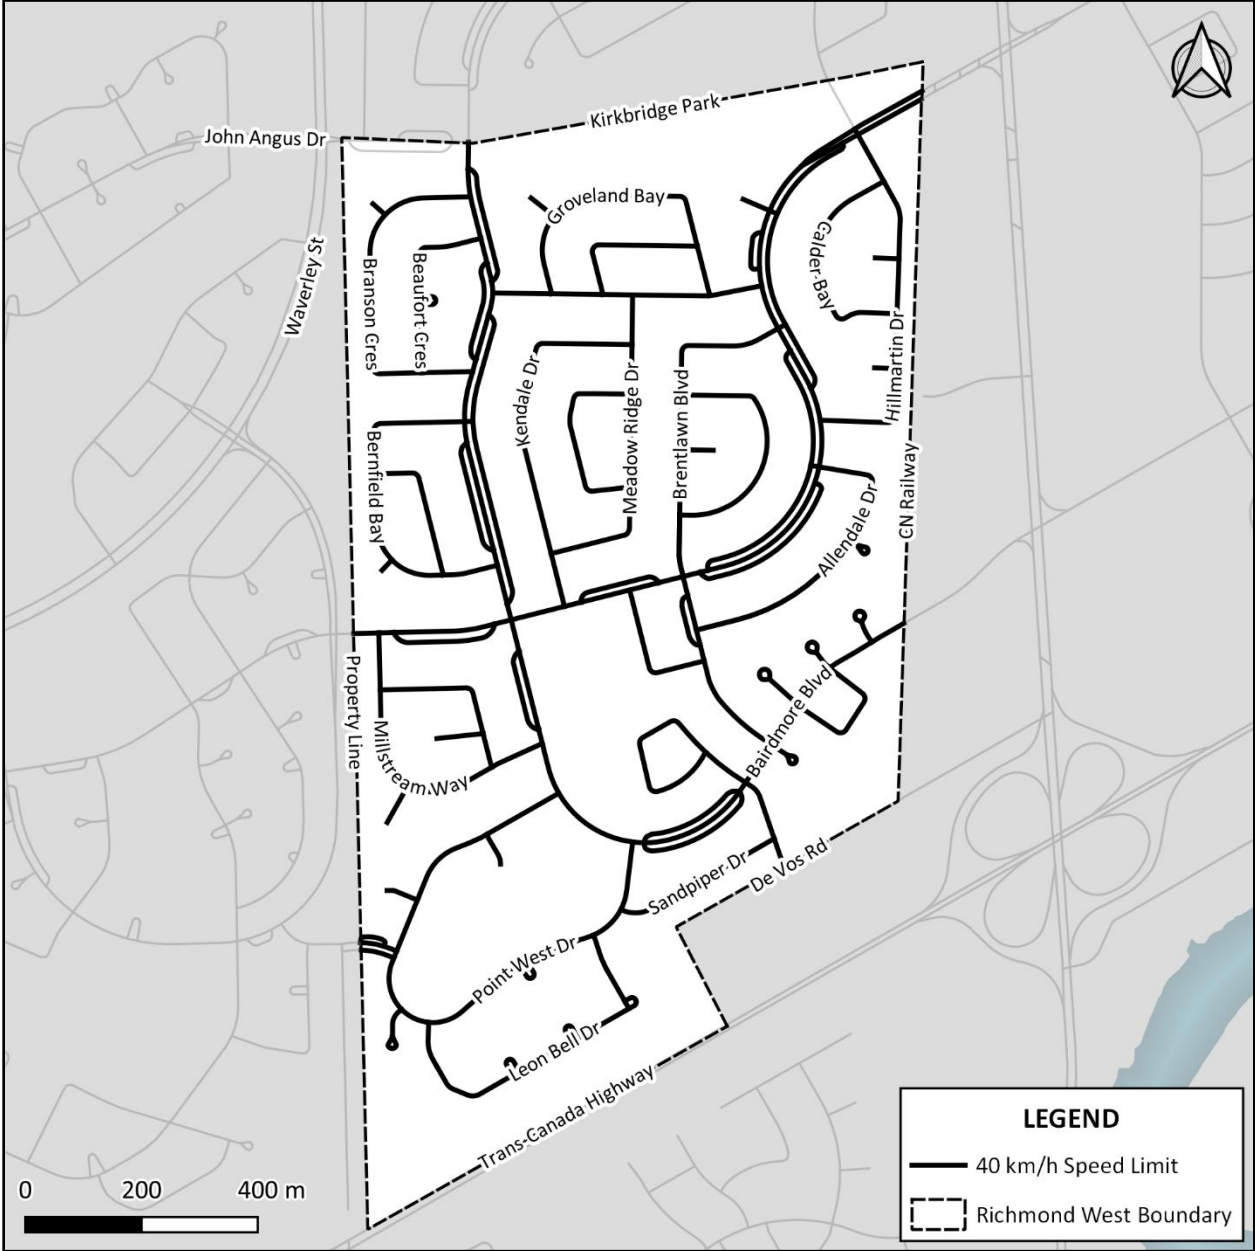 Kirkbridge Park
John Angus Dr
Groveland Bay
Calder Bay
Waverley St
Branson Cres
Beaufort Cres
Hillmartin Dr
Kendale Dr
Meadow Ridge Dr
Brentlawn Blvd
Bernfield Bay
CN Railway
Allendale Dr
Property Line
Millstream Way
Bairdmore Blvd
Sandpiper Dr
De Vos Rd
Point West Dr
Leon Bell Dr
Trans-Canada Highway
LEGEND
40 km/h Speed Limit
Richmond West Boundary
0 200 400 m